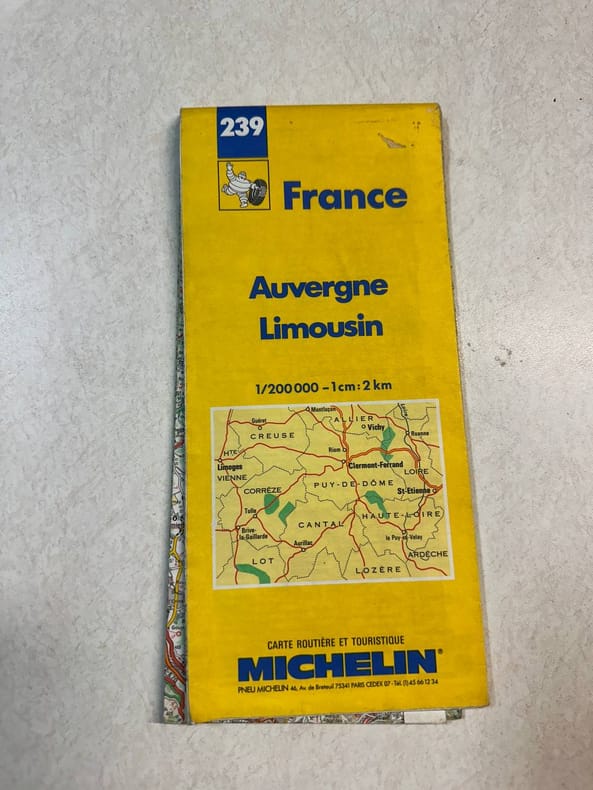 239
France
Auvergne
Limousin
1/200 000 – 1cm : 2 km
Montluçon
Guéret
ALLIER
Vichy
CREUSE
Roanne
Riom
HTE
Limoges
Clermont-Ferrand
VIENNE
LOIRE
PUY-DE-DÔME
CORRÈZE
St-Etienne
Tulle
HAUTE-LOIRE
CANTAL
Brive-
la-Gaillarde
Aurillac
le Puy-en-Velay
ARDÈCHE
LOT
LOZÈRE
CARTE ROUTIÈRE ET TOURISTIQUE
MICHELIN®
PNEU MICHELIN 46, Av. de Breteuil 75341 PARIS CEDEX 07 - Tél. (1) 45 66 12 34